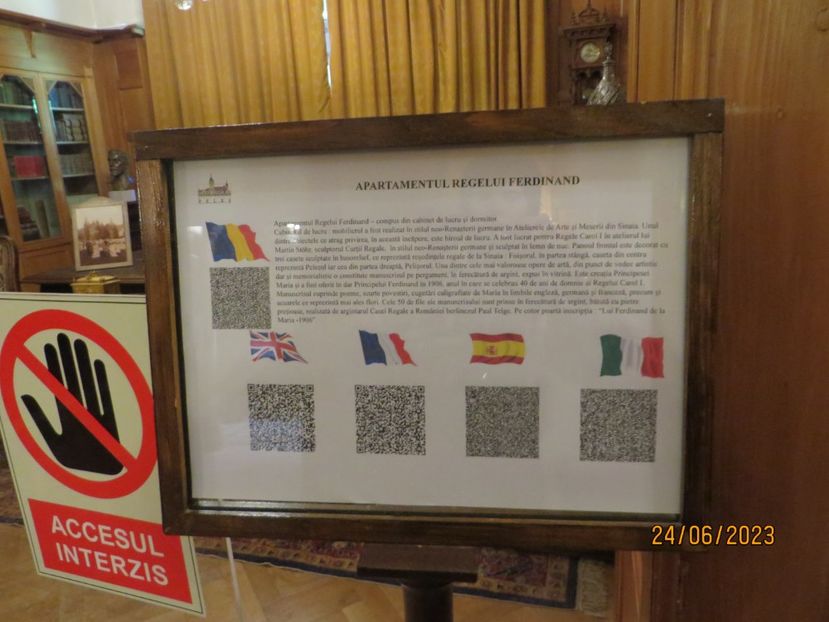 APARTAMENTUL REGELUI FERDINAND
PELEȘ
Apartamentul Regelui Ferdinand – compus din cabinet de lucru și dormitor
Cabinetul de lucru : mobilierul a fost realizat în stilul neo-Renașterii germane în Atelierele de Arte și Meserii din Sinaia. Unul
dintre obiectele ce atrag privirea, în această încăpere, este biroul de lucru. A fost lucrat pentru Regele Carol I în atelierul lui
Martin Stöhr, sculptorul Curții Regale, în stilul neo-Renașterii germane și sculptat în lemn de nuc. Panoul frontal este decorat cu
trei casete sculptate în basorelief, ce reprezintă reședințele regale de la Sinaia : Foișorul, în partea stângă, caseta din centru
reprezintă Peleșul iar cea din partea dreaptă, Pelișorul. Una dintre cele mai valoroase opere de artă, din punct de vedere artistic
dar și memorialistic o constituie manuscrisul pe pergament, în ferecătură de argint, expus în vitrină. Este creația Principesei
Maria și a fost oferit în dar Principelui Ferdinand în 1906, anul în care se celebrau 40 de ani de domnie ai Regelui Carol I.
Manuscrisul cuprinde poeme, scurte povestiri, cugetări caligrafiate de Maria în limbile engleză, germană și franceză, precum și
acuarele ce reprezintă mai ales flori. Cele 50 de file ale manuscrisului sunt prinse în ferecătură de argint, bătută cu pietre
prețioase, realizată de argintarul Casei Regale a României berlinezul Paul Telge. Pe cotor poartă inscripția : “Lui Ferdinand de la
Maria -1906”
ACCESUL
INTERZIS
24/06/2023